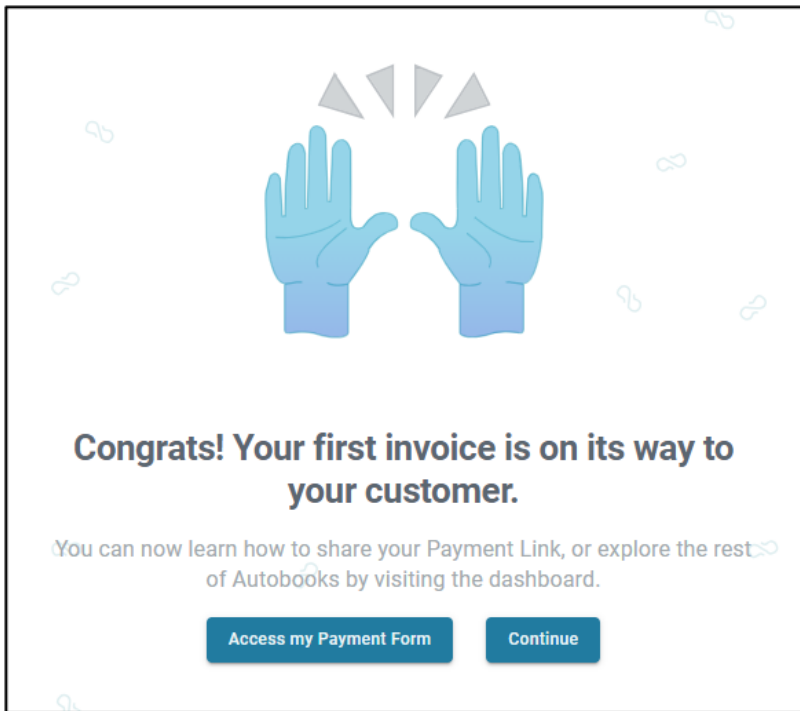 Congrats! Your first invoice is on its way to
your customer.
You can now learn how to share your Payment Link, or explore the rest
of Autobooks by visiting the dashboard.
Access my Payment Form
Continue